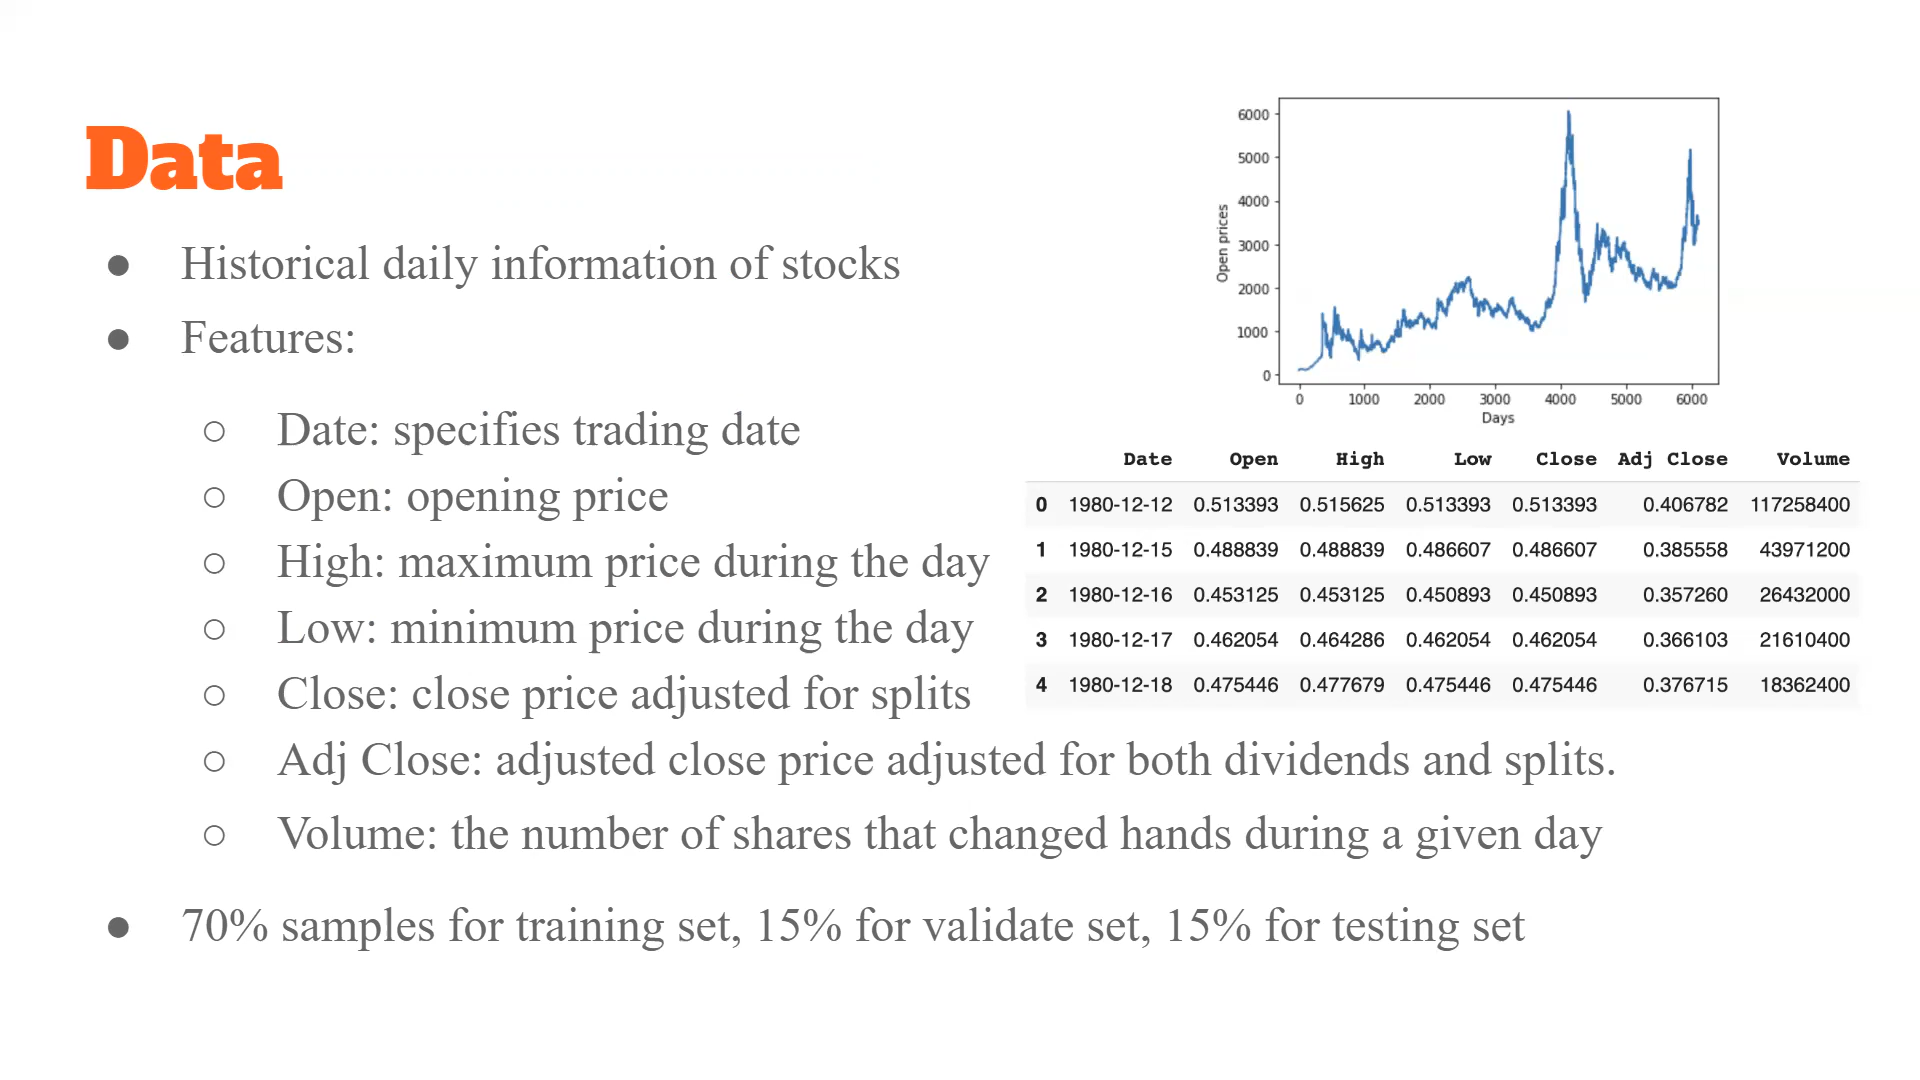 Data
● Historical daily information of stocks
● Features:
○ Date: specifies trading date
○ Open: opening price
○ High: maximum price during the day
○ Low: minimum price during the day
○ Close: close price adjusted for splits
○ Adj Close: adjusted close price adjusted for both dividends and splits.
○ Volume: the number of shares that changed hands during a given day
● 70% samples for training set, 15% for validate set, 15% for testing set
Open prices
6000
5000
4000
3000
2000
1000
0
0 1000 2000 3000 4000 5000 6000
Days
Date Open High Low Close Adj Close Volume
0 1980-12-12 0.513393 0.515625 0.513393 0.513393 0.406782 117258400
1 1980-12-15 0.488839 0.488839 0.486607 0.486607 0.385558 43971200
2 1980-12-16 0.453125 0.453125 0.450893 0.450893 0.357260 26432000
3 1980-12-17 0.462054 0.464286 0.462054 0.462054 0.366103 21610400
4 1980-12-18 0.475446 0.477679 0.475446 0.475446 0.376715 18362400